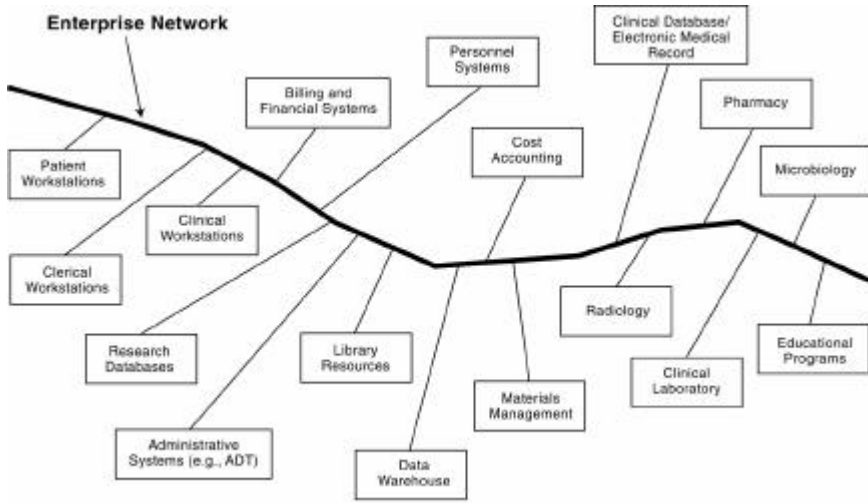 Enterprise Network
Clinical Database/
Electronic Medical
Record
Personnel
Systems
Billing and
Financial Systems
Pharmacy
Cost
Accounting
Patient
Workstations
Microbiology
Clinical
Workstations
Clerical
Workstations
Radiology
Research
Databases
Library
Resources
Educational
Programs
Clinical
Laboratory
Materials
Management
Administrative
Systems (e.g., ADT)
Data
Warehouse